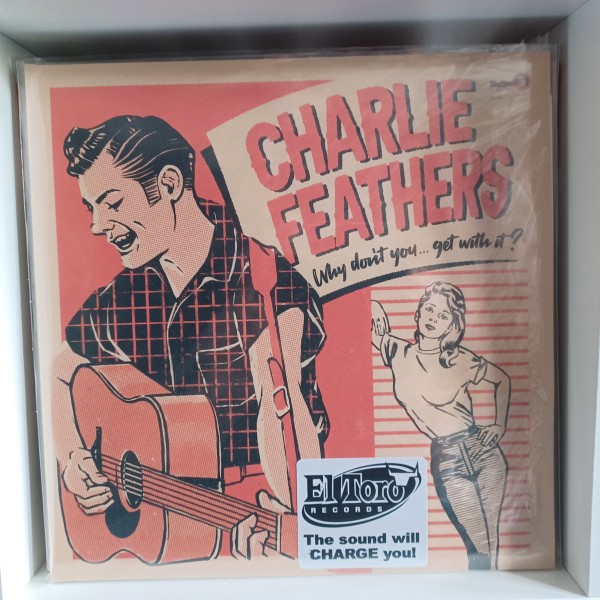 CHARLIE
FEATHERS
Why don't you... get with it?
El Toro
RECORDS
The sound will
CHARGE you!